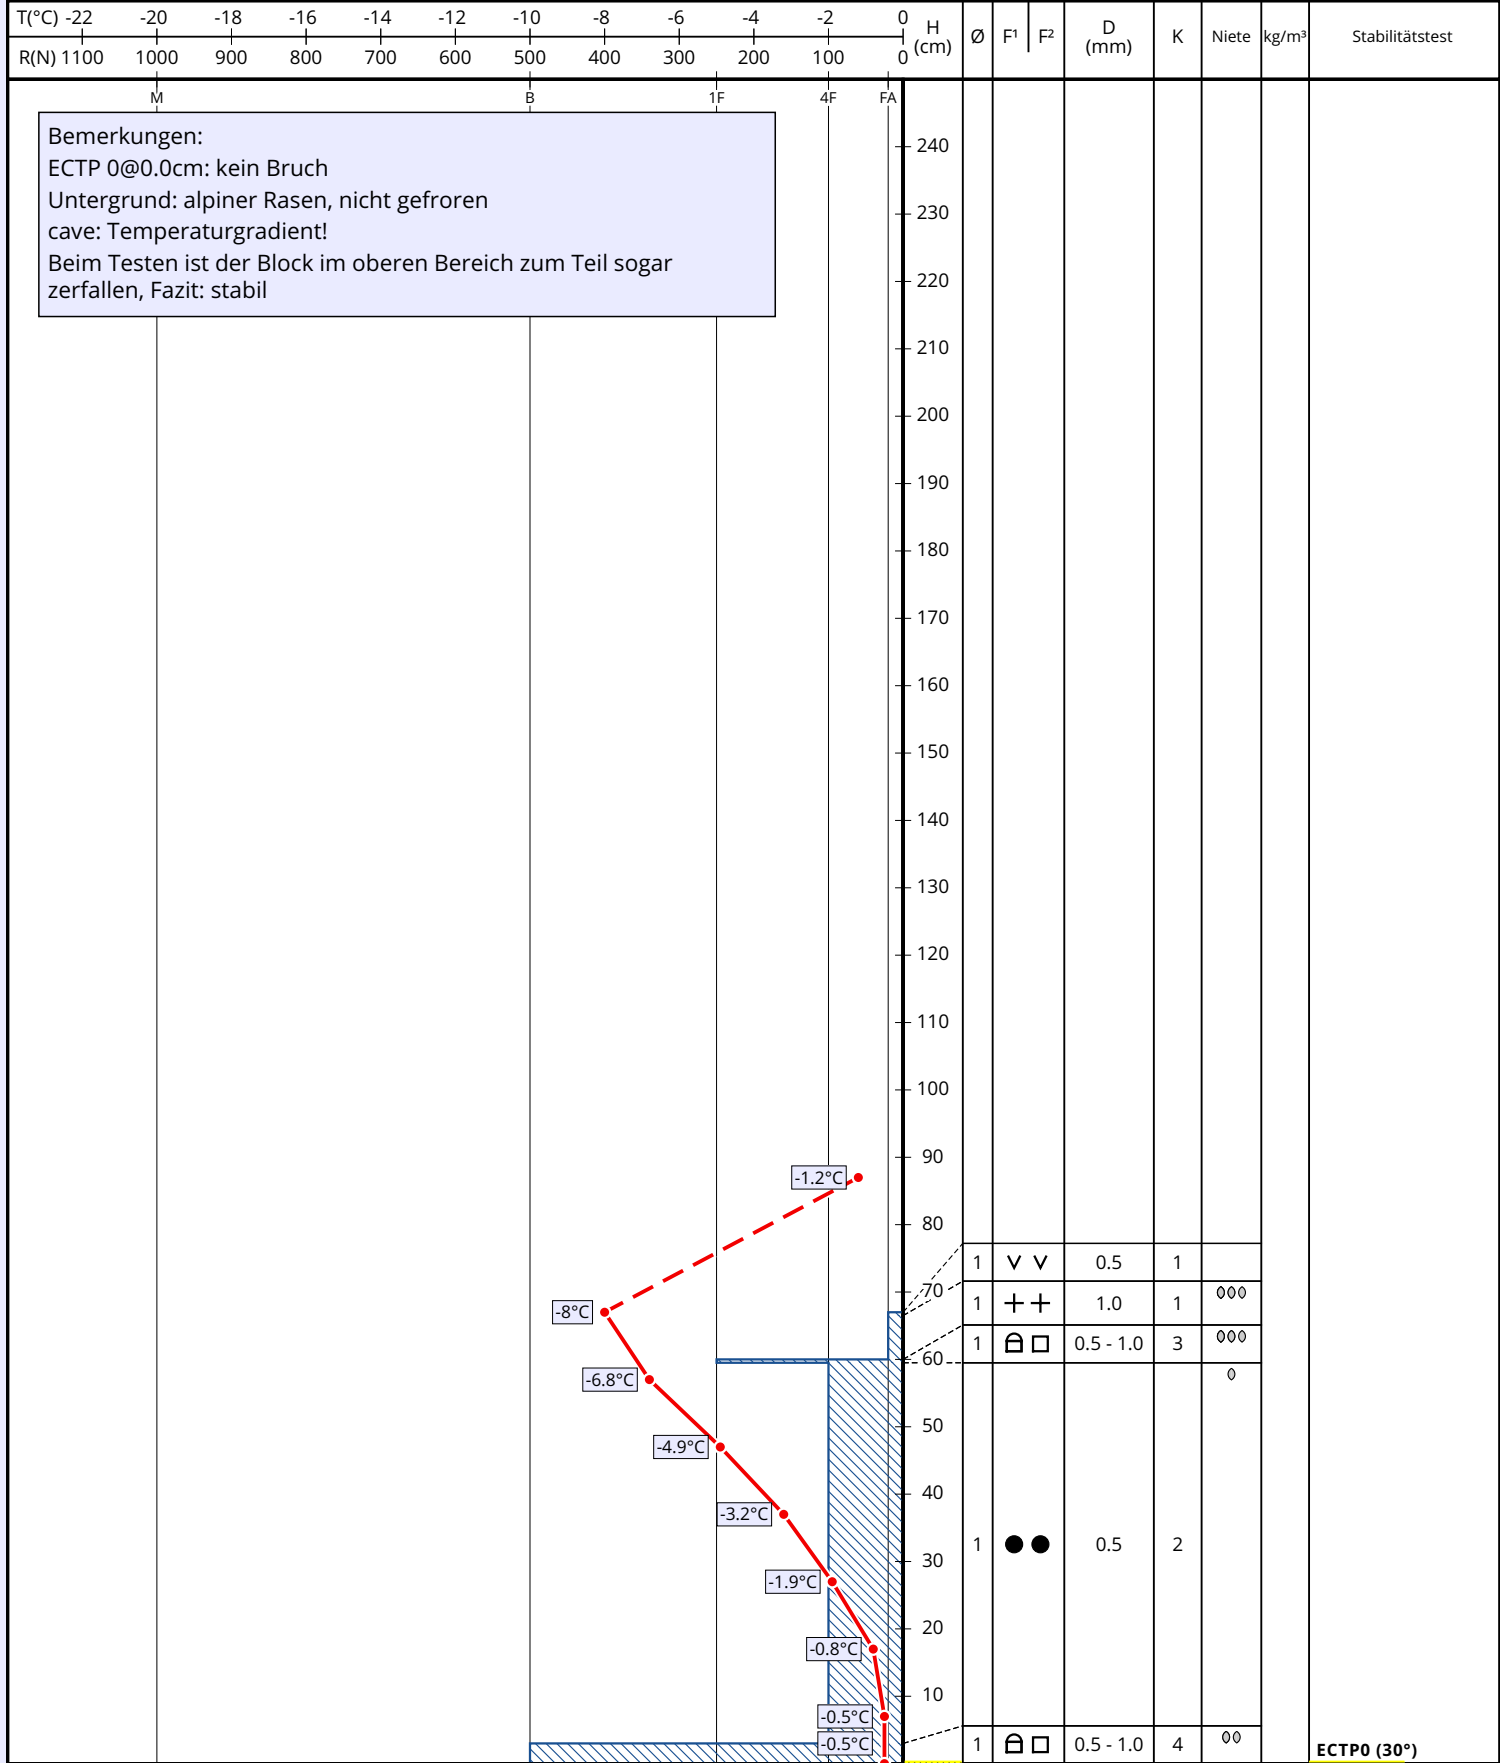 T(°C) -22 -20 -18 -16 -14 -12 -10 -8 -6 -4 -2 0
R(N) 1100 1000 900 800 700 600 500 400 300 200 100 0
H (cm) Ø F¹ F² D (mm) K Niete kg/m³ Stabilitätstest
M B 1F 4F FA
Bemerkungen:
ECTP 0@0.0cm: kein Bruch
Untergrund: alpiner Rasen, nicht gefroren
cave: Temperaturgradient!
Beim Testen ist der Block im oberen Bereich zum Teil sogar
zerfallen, Fazit: stabil
240
230
220
210
200
190
180
170
160
150
140
130
120
110
100
90
-1.2°C
80
1 0.5 1
70
1 1.0 1
-8°C
1 0.5 - 1.0 3
60
-6.8°C
50
-4.9°C
40
-3.2°C
1 0.5 2
30
-1.9°C
20
-0.8°C
10
-0.5°C
-0.5°C
1 0.5 - 1.0 4
ECTP0 (30°)